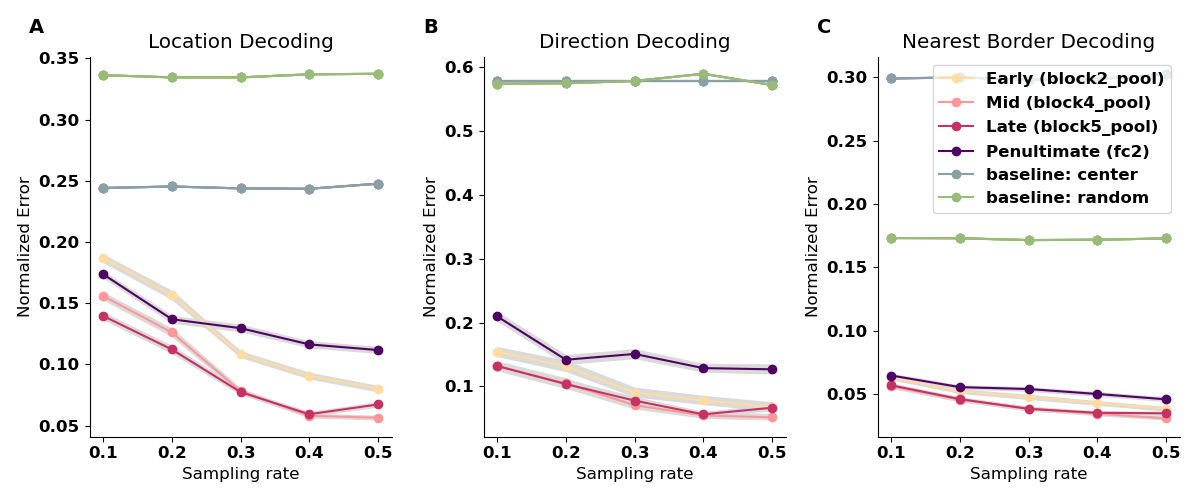 A
Location Decoding
Normalized Error
0.35
0.30
0.25
0.20
0.15
0.10
0.05
0.1 0.2 0.3 0.4 0.5
Sampling rate
B
Direction Decoding
Normalized Error
0.6
0.5
0.4
0.3
0.2
0.1
0.1 0.2 0.3 0.4 0.5
Sampling rate
C
Nearest Border Decoding
Normalized Error
0.30
0.25
0.20
0.15
0.10
0.05
0.1 0.2 0.3 0.4 0.5
Sampling rate
Early (block2_pool)
Mid (block4_pool)
Late (block5_pool)
Penultimate (fc2)
baseline: center
baseline: random